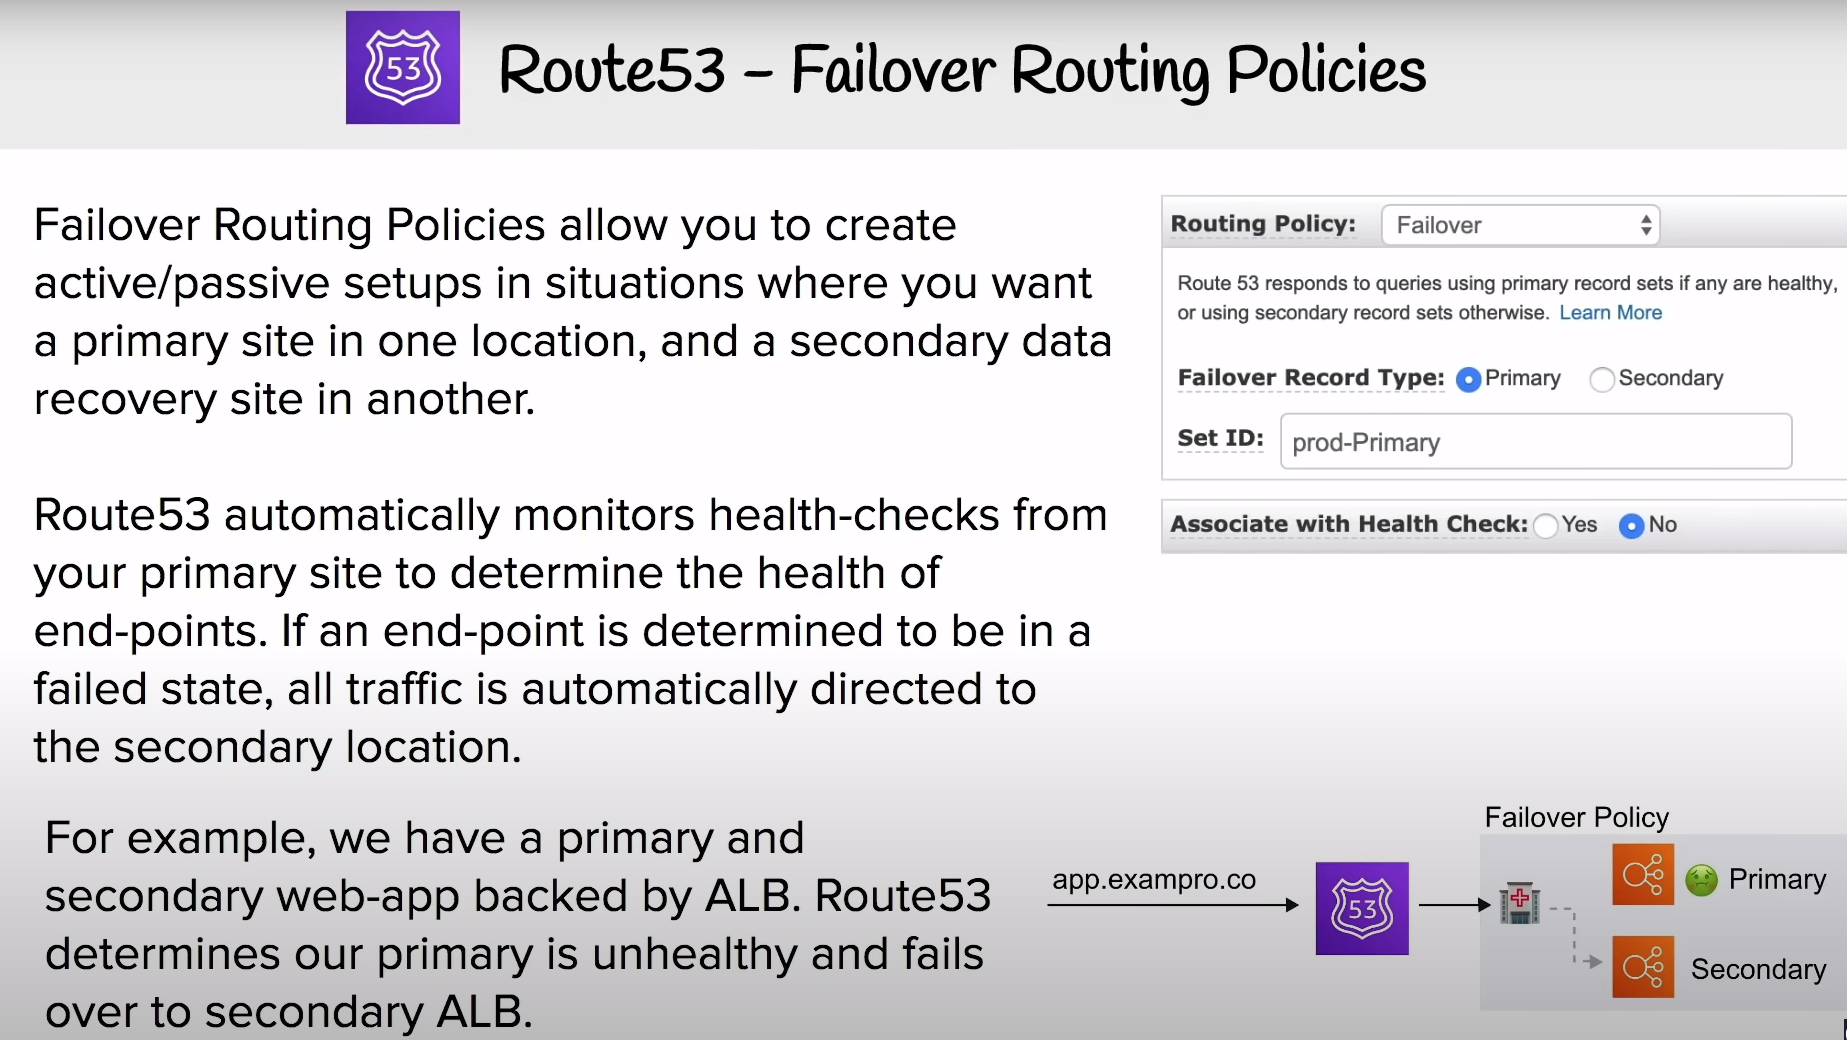 53
Route53 - Failover Routing Policies
Failover Routing Policies allow you to create
active/passive setups in situations where you want
a primary site in one location, and a secondary data
recovery site in another.
Route53 automatically monitors health-checks from
your primary site to determine the health of
end-points. If an end-point is determined to be in a
failed state, all traffic is automatically directed to
the secondary location.
For example, we have a primary and
secondary web-app backed by ALB. Route53
determines our primary is unhealthy and fails
over to secondary ALB.
Routing Policy: Failover
Route 53 responds to queries using primary record sets if any are healthy,
or using secondary record sets otherwise. Learn More
Failover Record Type: Primary Secondary
Set ID: prod-Primary
Associate with Health Check: Yes No
Failover Policy
app.exampro.co
53
Primary
Secondary